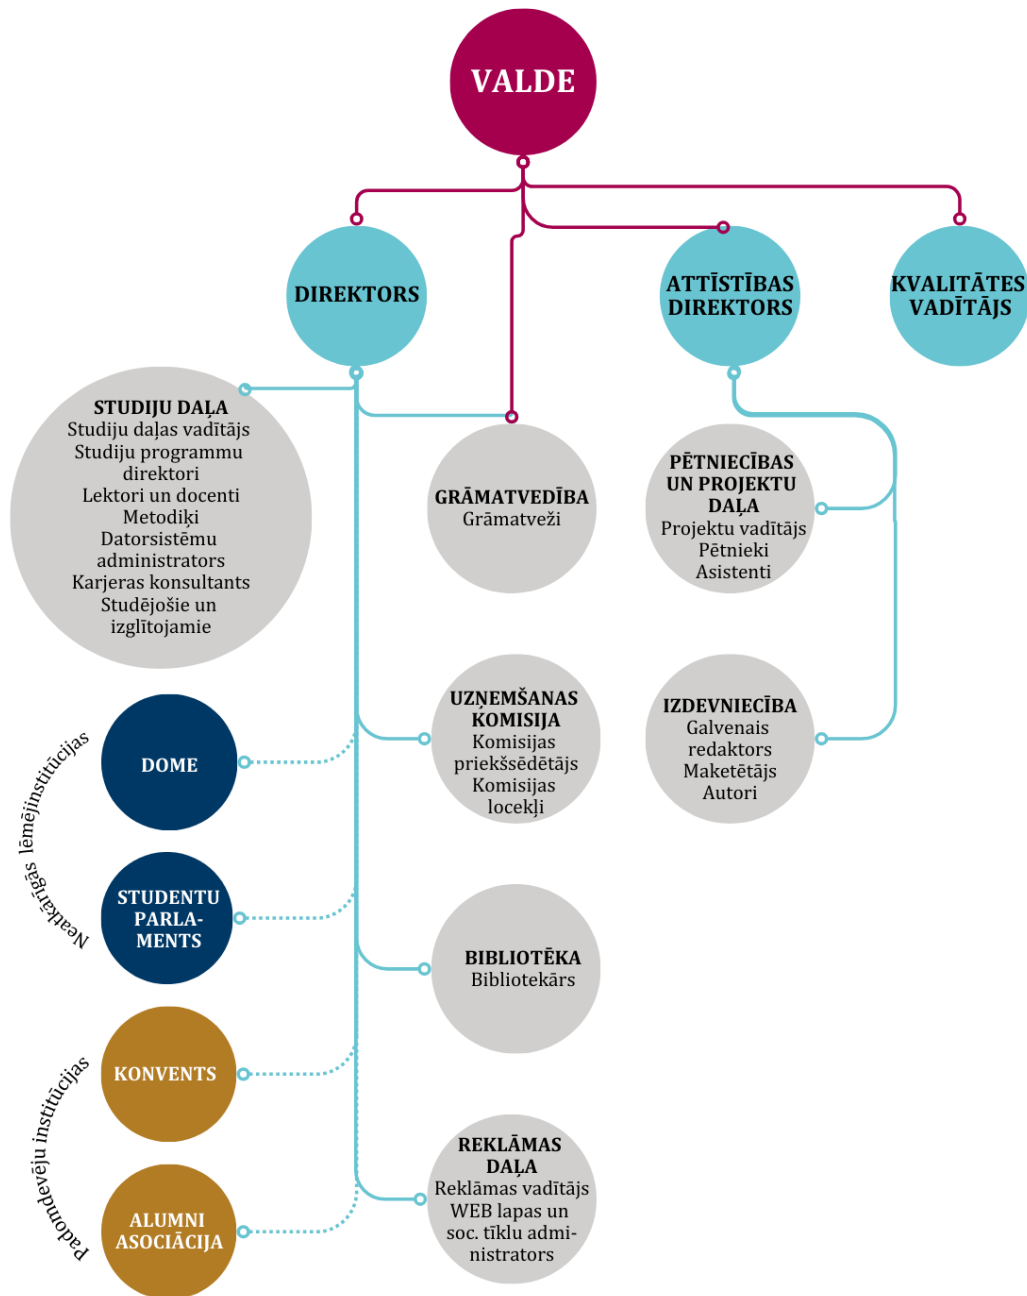 VALDE
DIREKTORS
ATTĪSTĪBAS
DIREKTORS
KVALITĀTES
VADĪTĀJS
STUDIJU DAĻA
Studiju daļas vadītājs
Studiju programmu
direktori
Lektori un docenti
Metodiķi
Datorsistēmu
administrators
Karjeras konsultants
Studējošie un
izglītojamie
GRĀMATVEDĪBA
Grāmatveži
PĒTNIECĪBAS
UN PROJEKTU
DAĻA
Projektu vadītājs
Pētnieki
Asistenti
UZŅEMŠANAS
KOMISIJA
Komisijas
priekšsēdētājs
Komisijas
locekļi
IZDEVNIECĪBA
Galvenais
redaktors
Maketētājs
Autori
Neatkārīgās lēmējinstitūcijas
DOME
STUDENTU
PARLA-
MENTS
BIBLIOTĒKA
Bibliotekārs
Padomdevēju institūcijas
KONVENTS
ALUMNI
ASOCIĀCIJA
REKLĀMAS
DAĻA
Reklāmas vadītājs
WEB lapas un
soc. tīklu admi-
nistrators